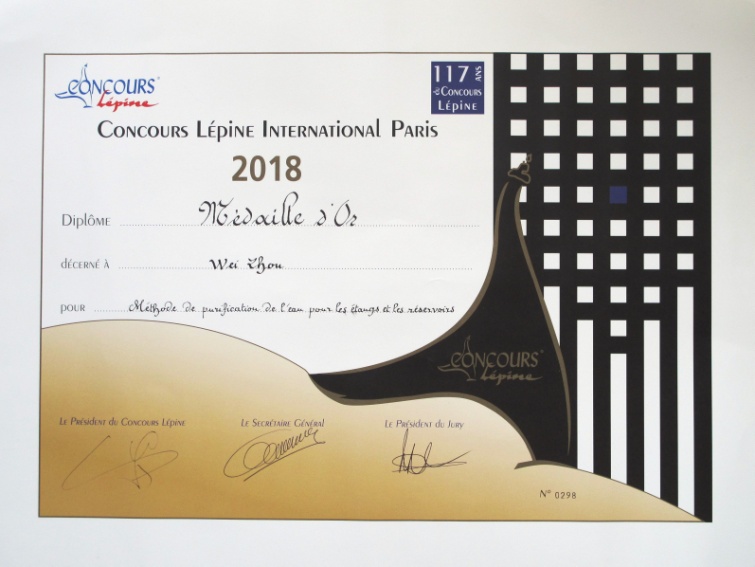 CONCOURS
Lépine
117 ANS
CONCOURS
LÉPINE
CONCOURS LÉPINE INTERNATIONAL PARIS
2018
DIPLÔME Médaille d'Or
DÉCERNÉ À Wei Zhou
POUR Méthode de purification de l'eau pour les étangs et les réservoirs
CONCOURS
Lépine
LE PRÉSIDENT DU CONCOURS LÉPINE LE SECRÉTAIRE GÉNÉRAL LE PRÉSIDENT DU JURY
N° 0298